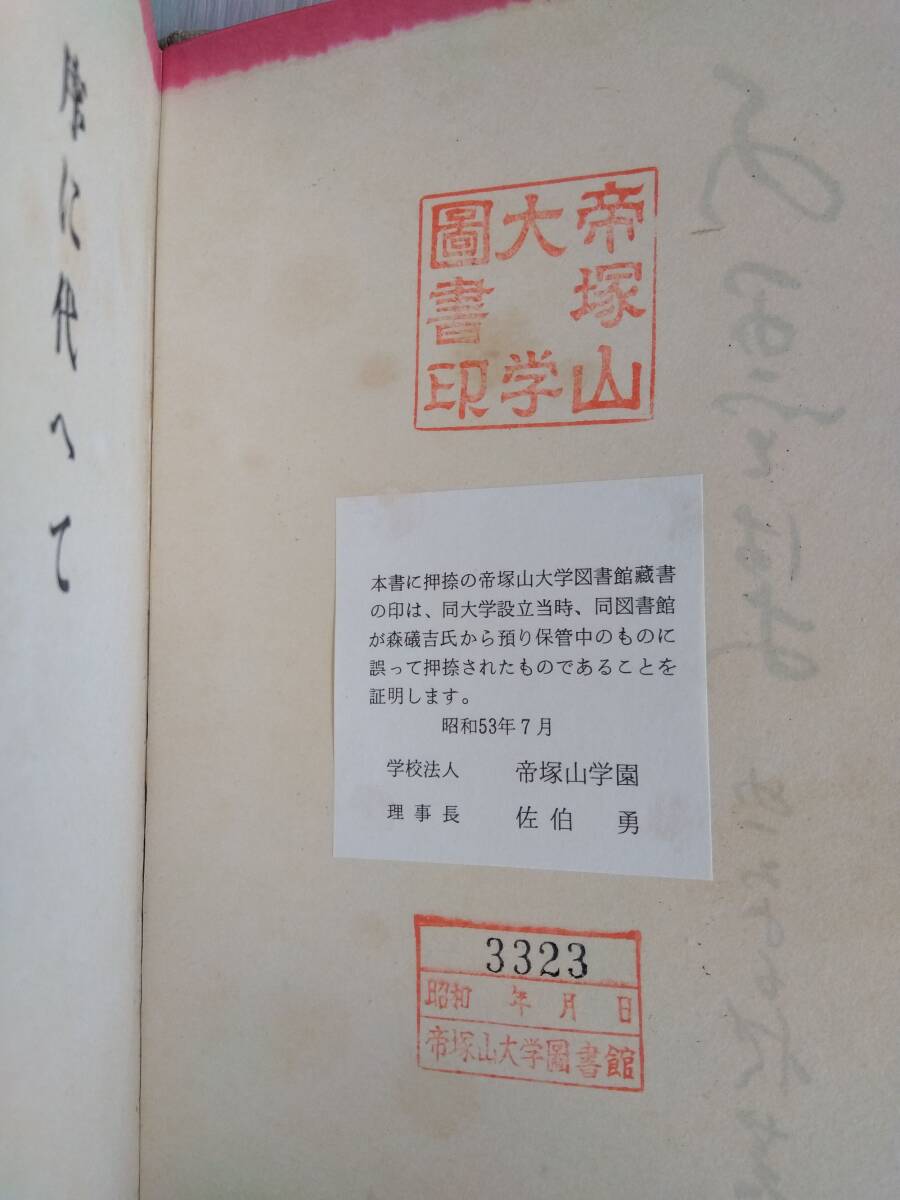 序に代へて
帝塚山
大学
圖書印
本書に押捺の帝塚山大学図書館藏書
の印は、同大学設立当時、同図書館
が森礒吉氏から預り保管中のものに
誤って押捺されたものであることを
証明します。
昭和53年7月
学校法人 帝塚山学園
理事長 佐伯 勇
3323
昭和 年 月 日
帝塚山大学圖書館